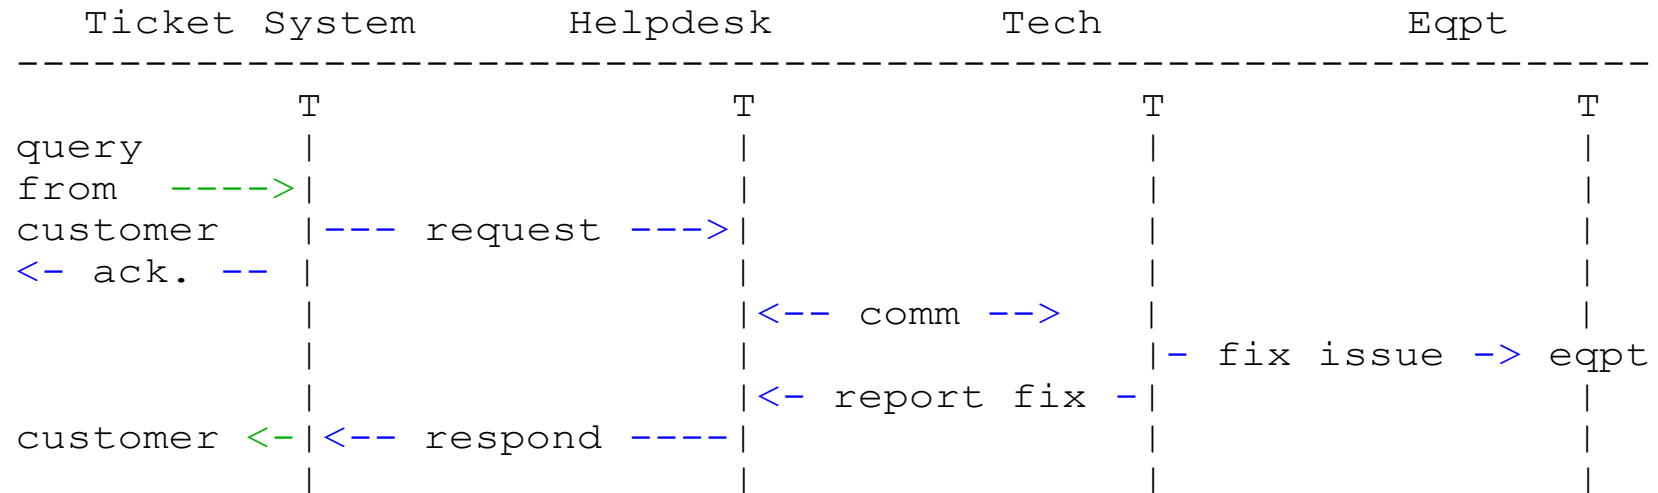 Ticket System Helpdesk Tech Eqpt
-----------------------------------------------------------------
T T T T
query | | | |
from ---->| | | |
customer |--- request --->| | |
<- ack. -- | | | |
| |<-- comm --> | |
| | |- fix issue -> eqpt
| |<- report fix -| |
customer <-|<-- respond ----| | |
| | | |